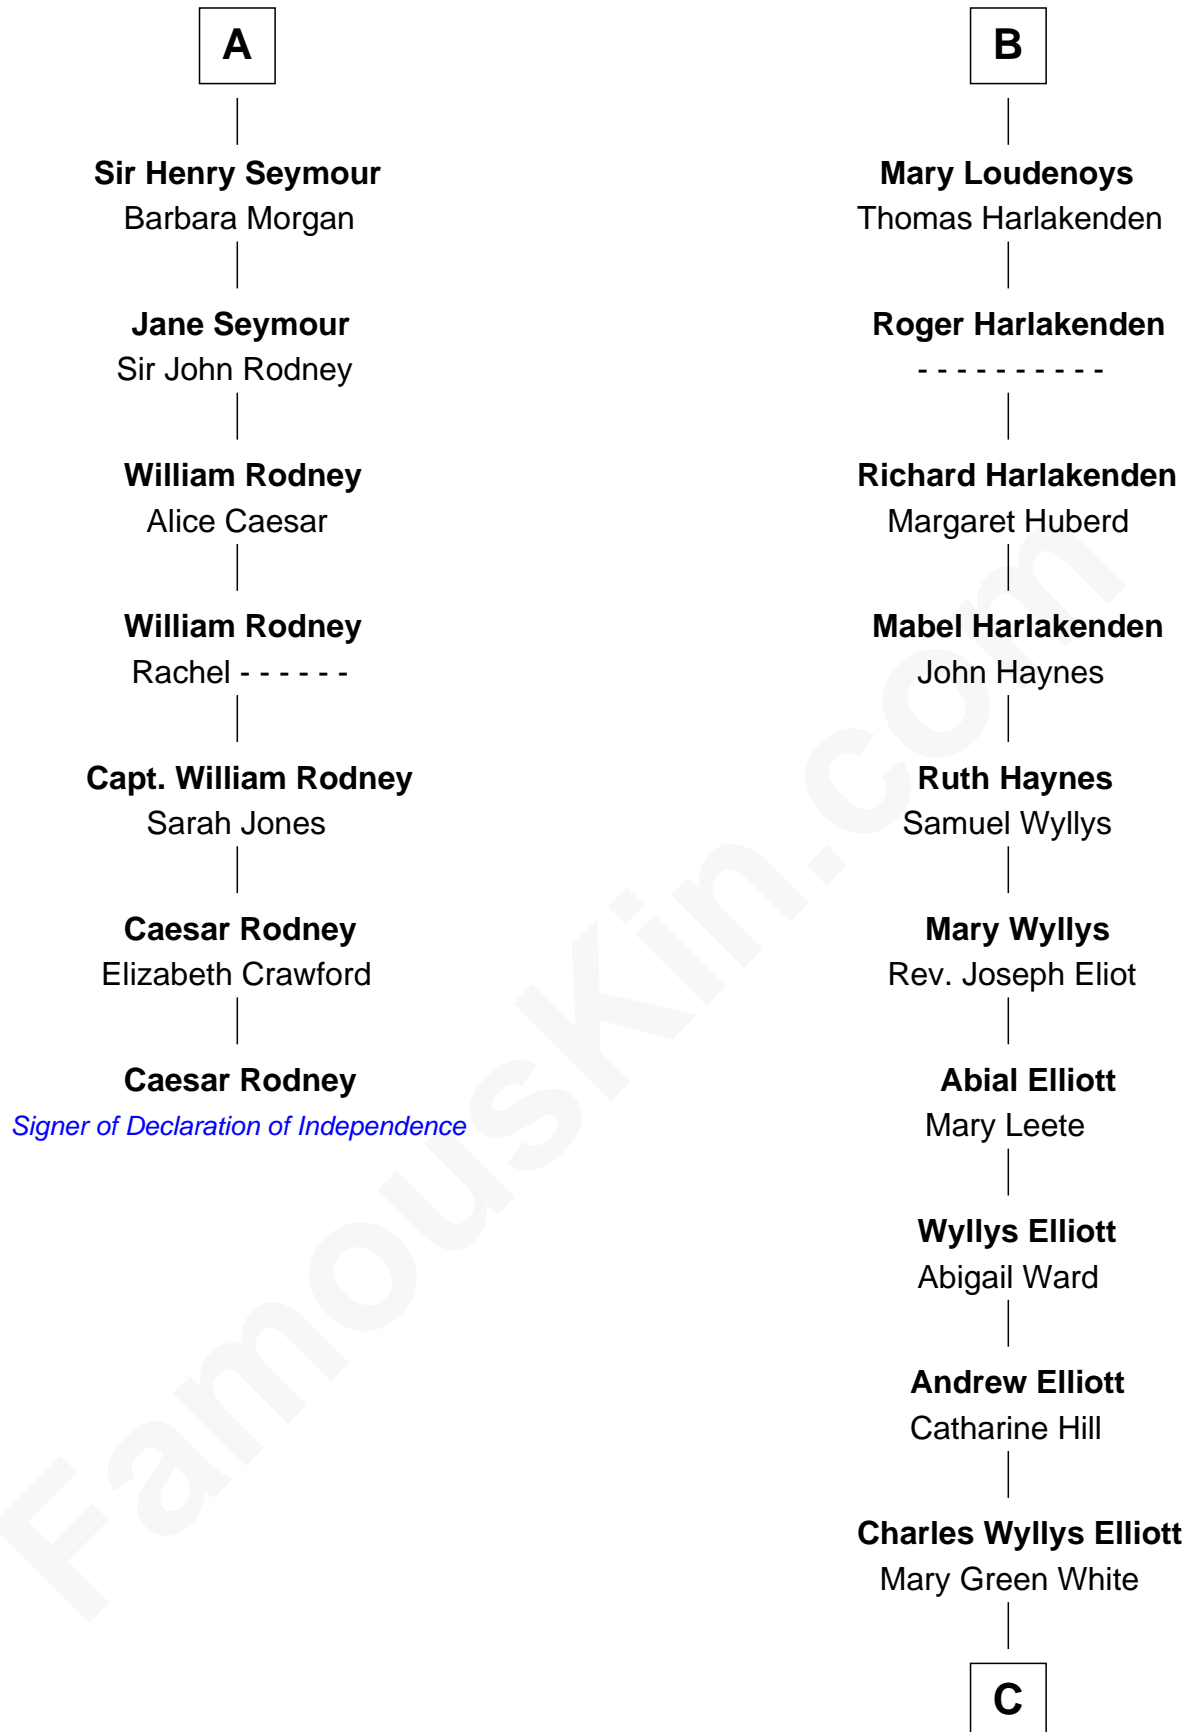 A
Sir Henry Seymour
Barbara Morgan
Jane Seymour
Sir John Rodney
William Rodney
Alice Caesar
William Rodney
Rachel - - - - - -
Capt. William Rodney
Sarah Jones
Caesar Rodney
Elizabeth Crawford
Caesar Rodney
Signer of Declaration of Independence
B
Mary Loudenoys
Thomas Harlakenden
Roger Harlakenden
- - - - - - - - - -
Richard Harlakenden
Margaret Huberd
Mabel Harlakenden
John Haynes
Ruth Haynes
Samuel Wyllys
Mary Wyllys
Rev. Joseph Eliot
Abial Elliott
Mary Leete
Wyllys Elliott
Abigail Ward
Andrew Elliott
Catharine Hill
Charles Wyllys Elliott
Mary Green White
C
FamousKin.com